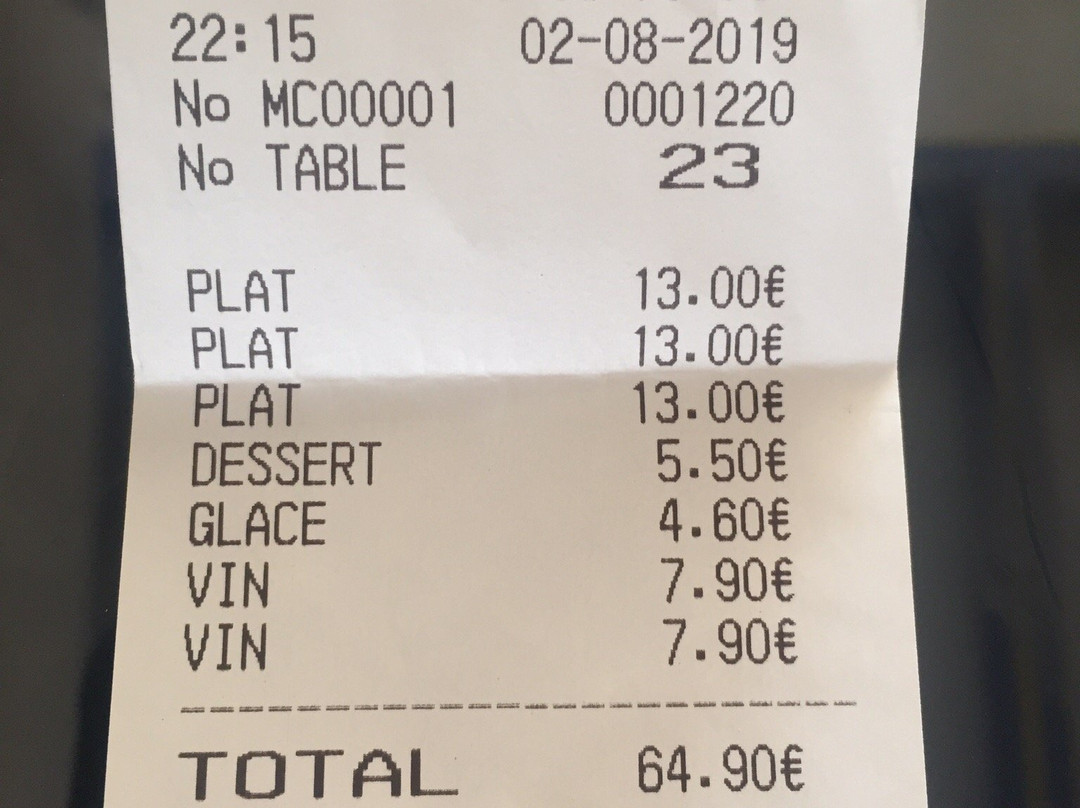 22:15 02-08-2019
No MC00001 0001220
No TABLE 23
PLAT 13.00€
PLAT 13.00€
PLAT 13.00€
DESSERT 5.50€
GLACE 4.60€
VIN 7.90€
VIN 7.90€
TOTAL 64.90€